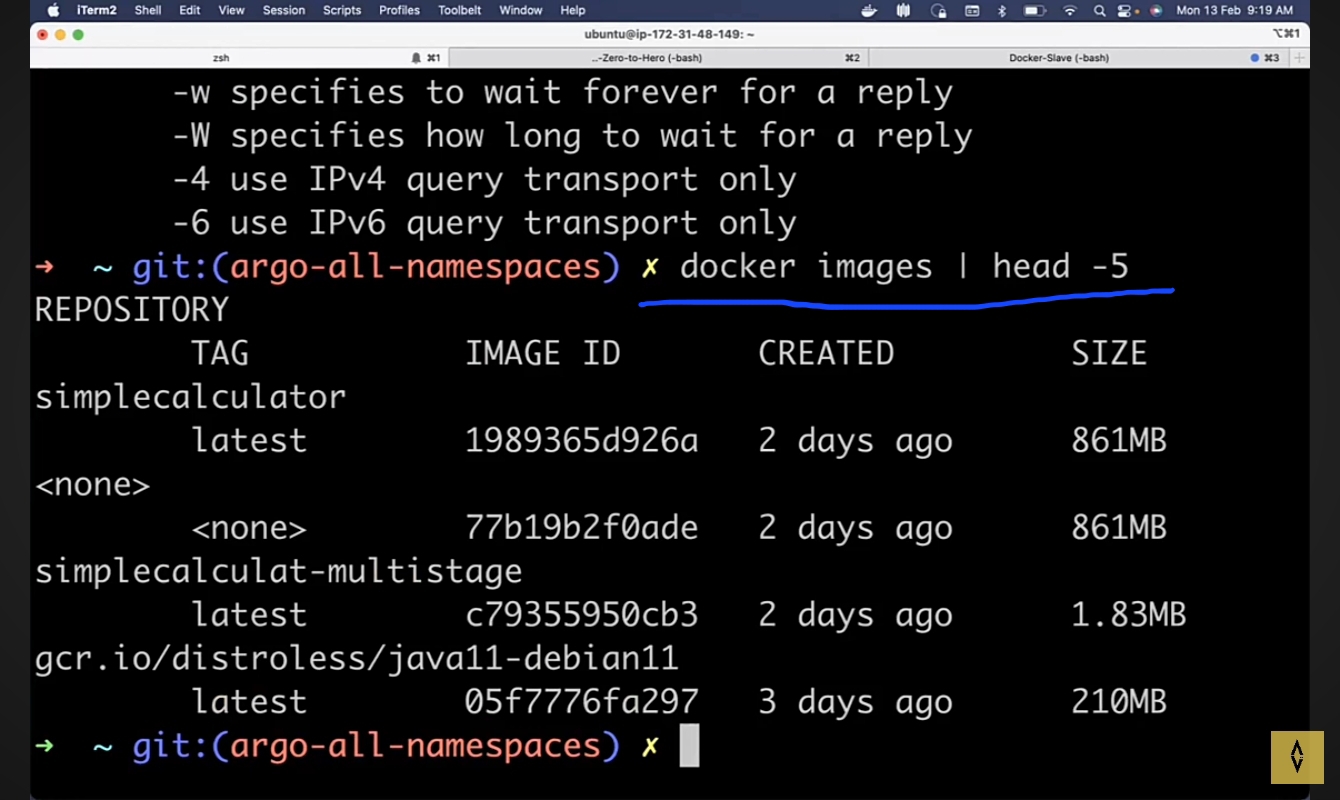 iTerm2 Shell Edit View Session Scripts Profiles Toolbelt Window Help Mon 13 Feb 9:19 AM
ubuntu@ip-172-31-48-149: ~ ⌥⌘1
zsh ⌘1 ..-Zero-to-Hero (-bash) ⌘2 Docker-Slave (-bash) ⌘3
-w specifies to wait forever for a reply
-W specifies how long to wait for a reply
-4 use IPv4 query transport only
-6 use IPv6 query transport only
→ ~ git:(argo-all-namespaces) ✗ docker images | head -5
REPOSITORY
TAG IMAGE ID CREATED SIZE
simplecalculator
latest 1989365d926a 2 days ago 861MB
<none>
<none> 77b19b2f0ade 2 days ago 861MB
simplecalculat-multistage
latest c79355950cb3 2 days ago 1.83MB
gcr.io/distroless/java11-debian11
latest 05f7776fa297 3 days ago 210MB
→ ~ git:(argo-all-namespaces) ✗